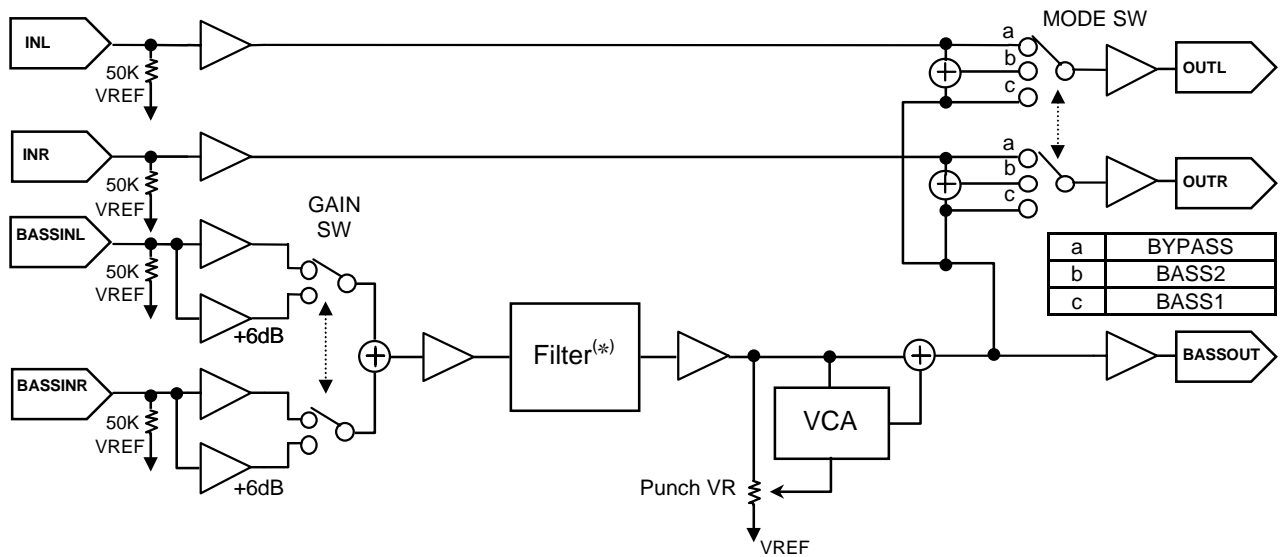 MODE SW
INL
50K
VREF
a
b
c
OUTL
INR
50K
VREF
a
b
c
OUTR
GAIN
SW
BASSINL
50K
VREF
+6dB
a BYPASS
b BASS2
c BASS1
Filter(*)
BASSOUT
BASSINR
50K
VREF
+6dB
VCA
Punch VR
VREF